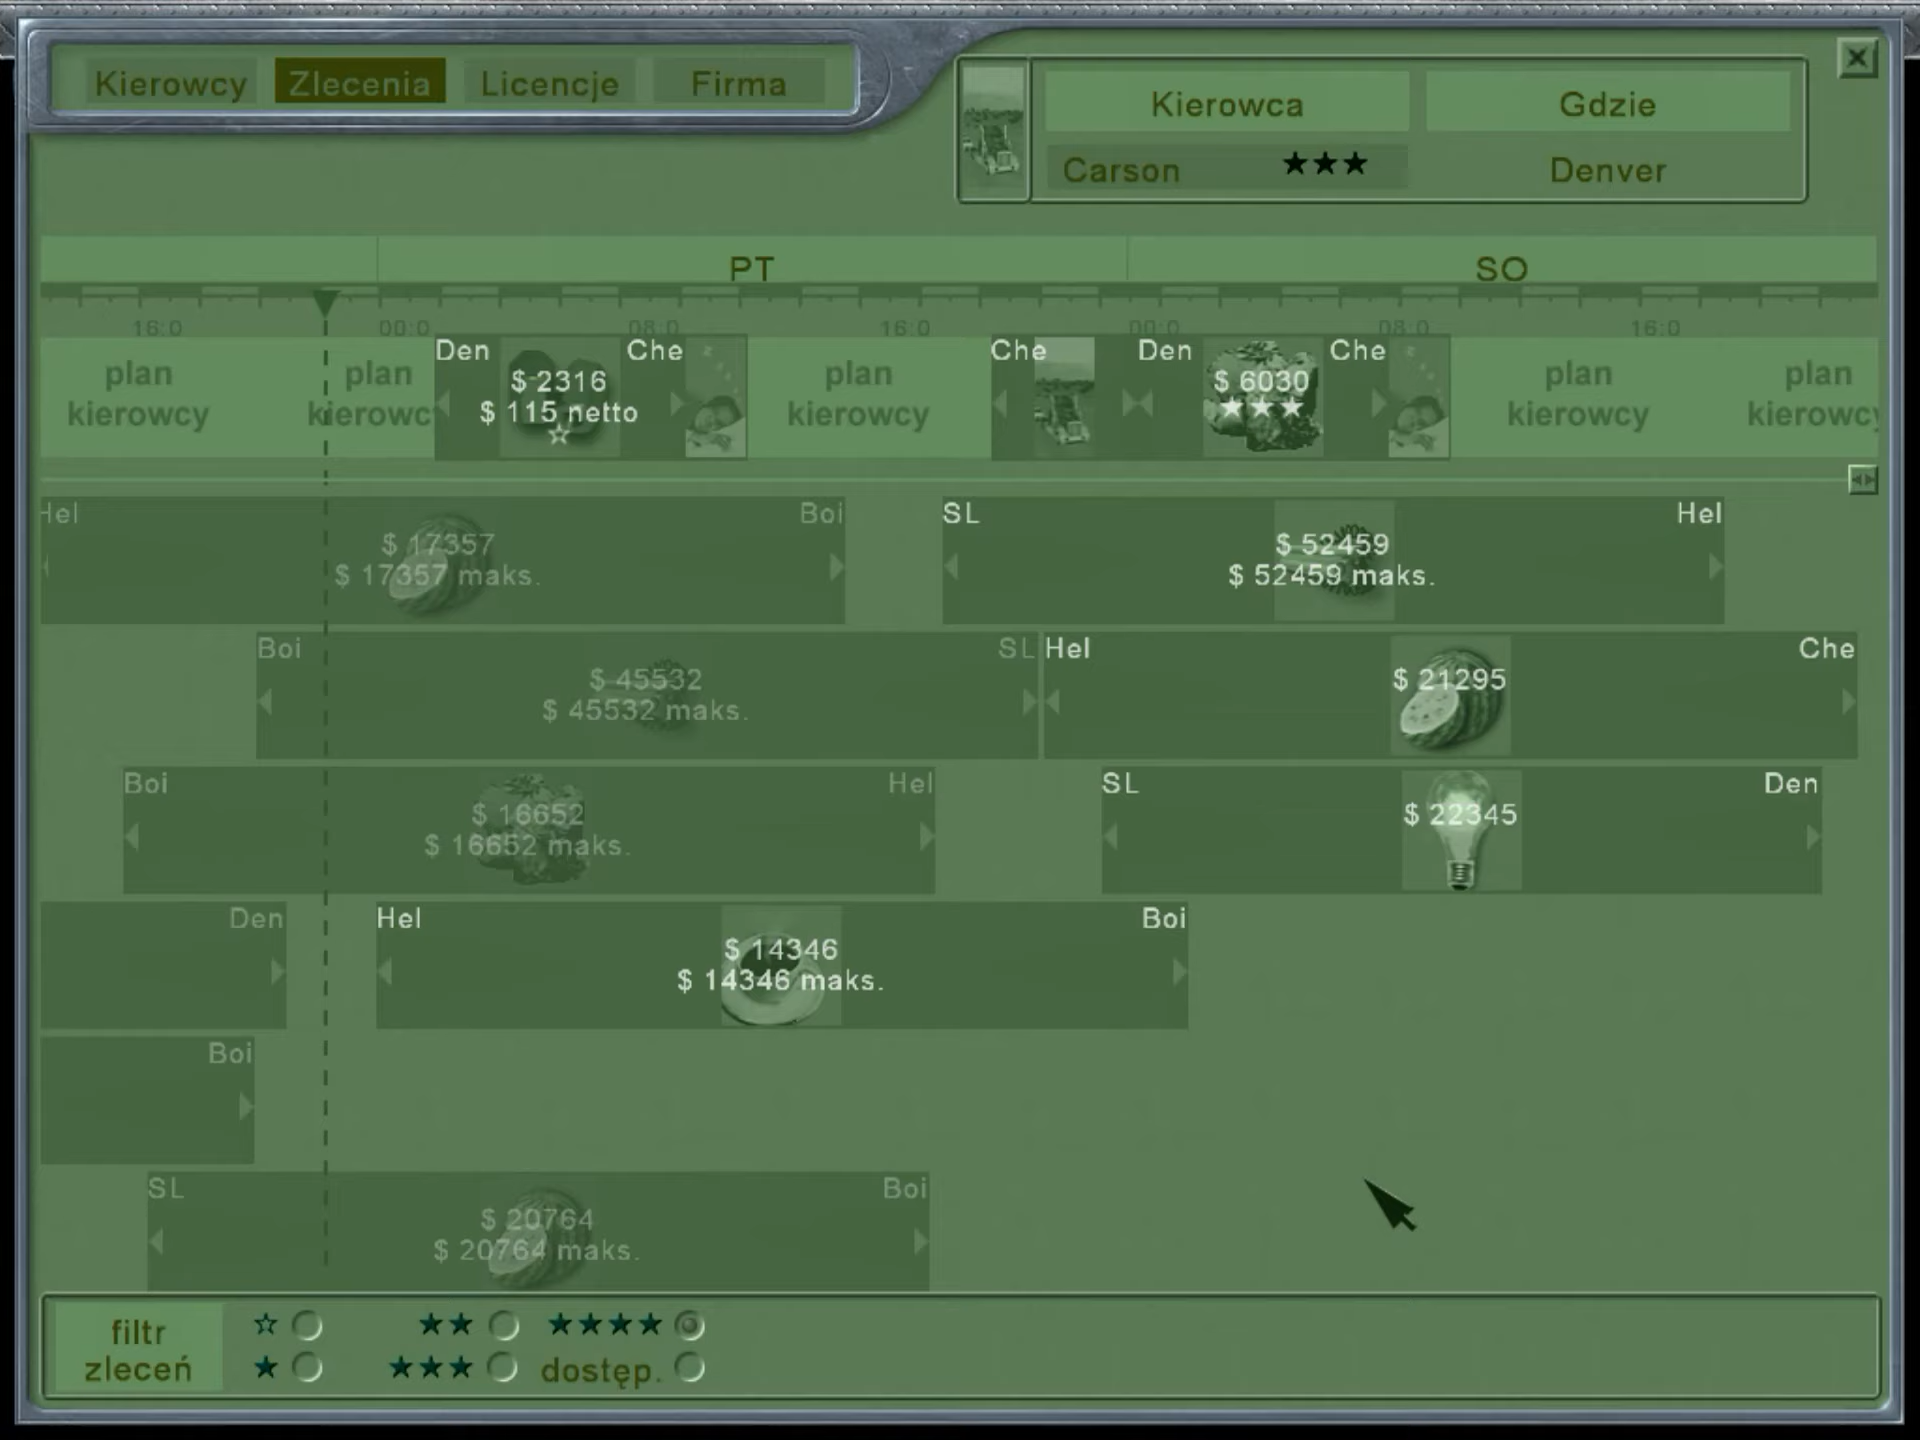 Kierowcy Zlecenia Licencje Firma
Kierowca Gdzie
Carson ★★★ Denver
PT SO
16:0 00:0 08:0 16:0 00:0 08:0 16:0
Den Che Che Den Che
plan plan $ 2316 plan $ 6030 plan plan
kierowcy kierowc $ 115 netto kierowcy ★★★ kierowcy kierowcy
☆
Hel Boi SL Hel
$ 17357 $ 52459
$ 17357 maks. $ 52459 maks.
Boi SL Hel Che
$ 45532 $ 21295
$ 45532 maks.
Boi Hel SL Den
$ 16652 $ 22345
$ 16652 maks.
Den Hel Boi
$ 14346
$ 14346 maks.
Boi
SL Boi
$ 20764
$ 20764 maks.
filtr ☆ ★★ ★★★★
zleceń ★ ★★★ dostęp.